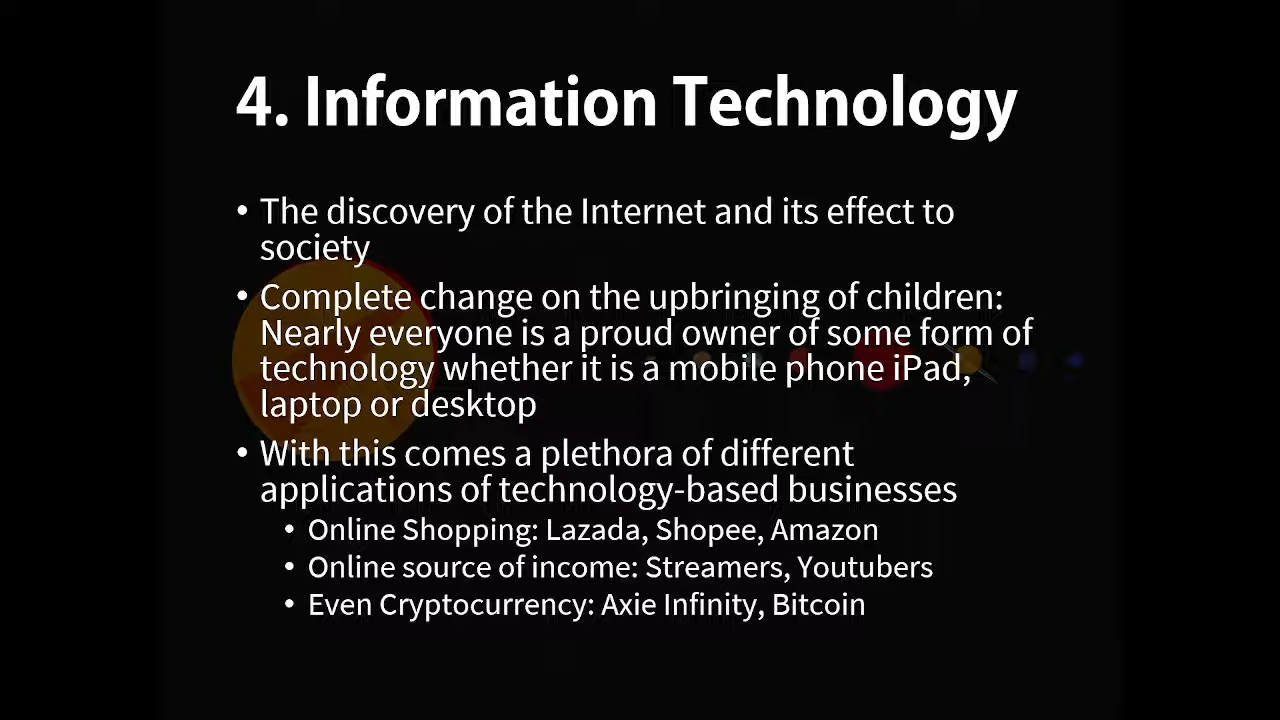 4. Information Technology
• The discovery of the Internet and its effect to
society
• Complete change on the upbringing of children:
Nearly everyone is a proud owner of some form of
technology whether it is a mobile phone iPad,
laptop or desktop
• With this comes a plethora of different
applications of technology-based businesses
• Online Shopping: Lazada, Shopee, Amazon
• Online source of income: Streamers, Youtubers
• Even Cryptocurrency: Axie Infinity, Bitcoin